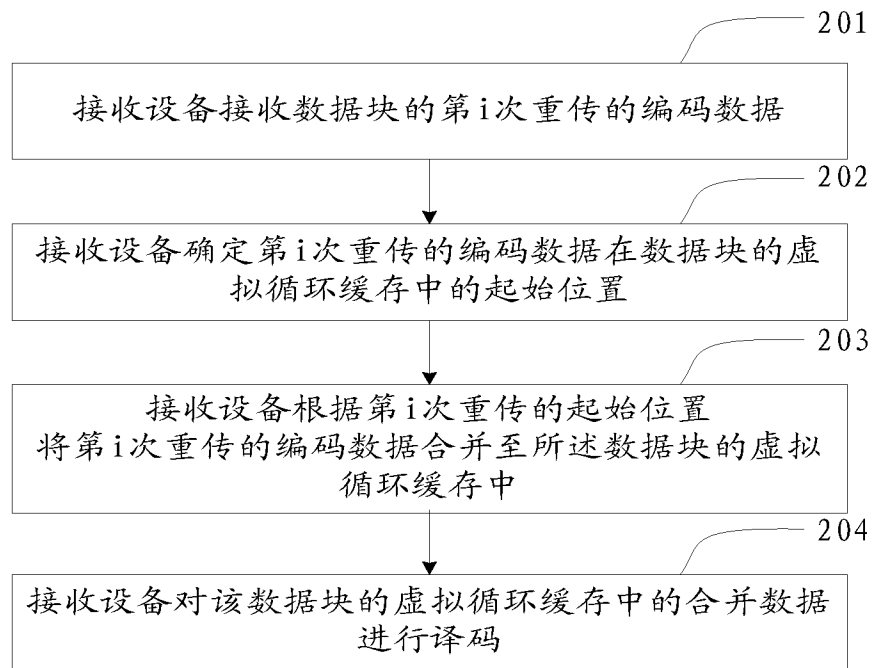 201
接收设备接收数据块的第i次重传的编码数据
202
接收设备确定第i次重传的编码数据在数据块的虚
拟循环缓存中的起始位置
203
接收设备根据第i次重传的起始位置
将第i次重传的编码数据合并至所述数据块的虚拟
循环缓存中
204
接收设备对该数据块的虚拟循环缓存中的合并数据
进行译码